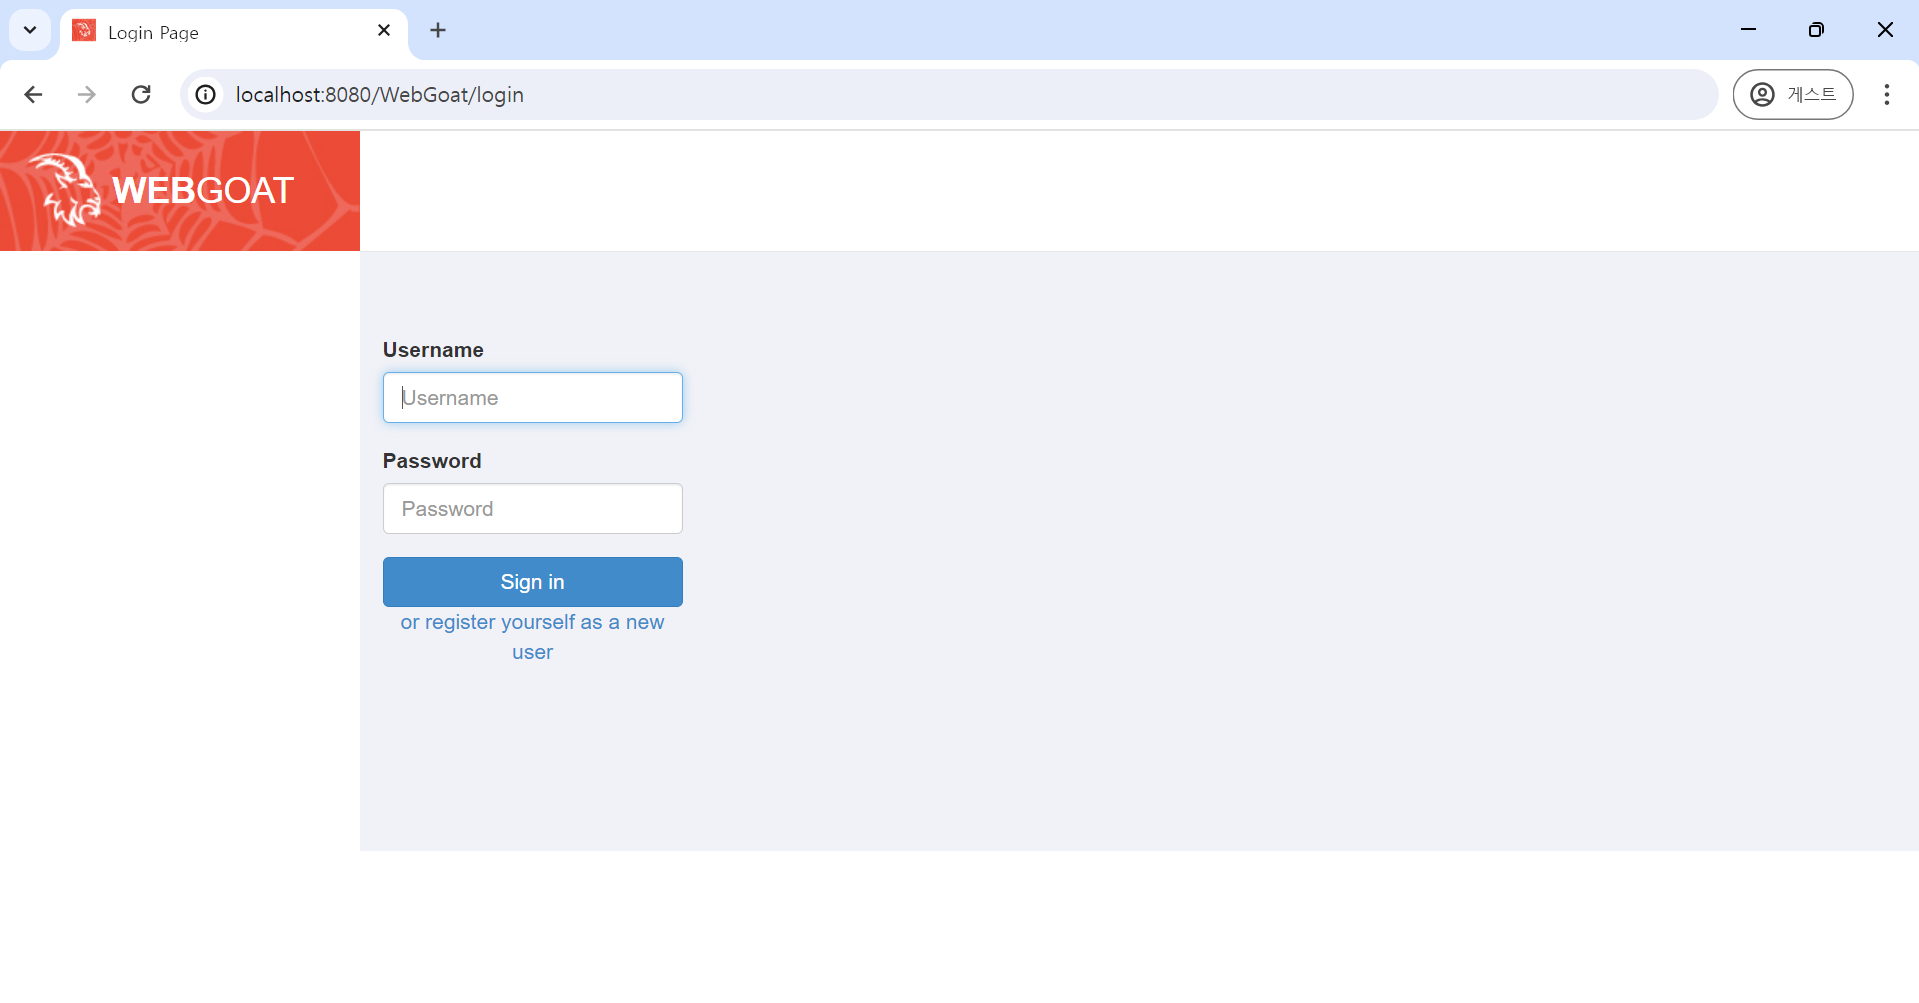 Login Page
localhost:8080/WebGoat/login
게스트
WEBGOAT
Username
Username
Password
Password
Sign in
or register yourself as a new
user